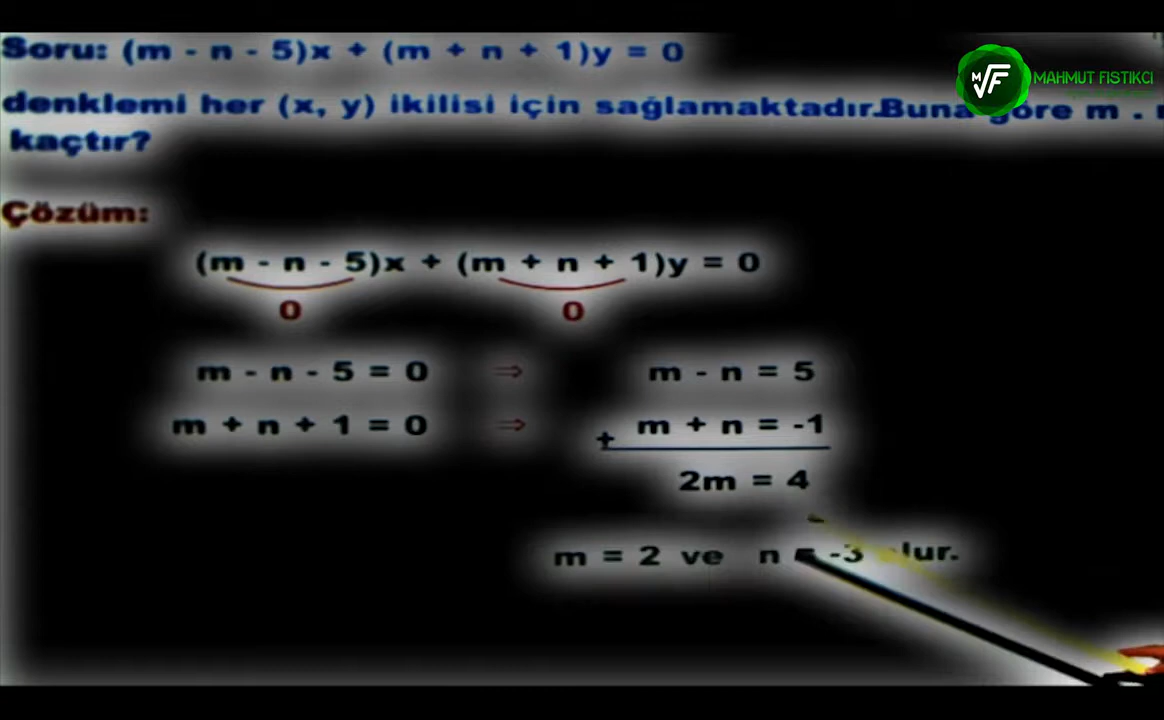 Soru: (m - n - 5)x + (m + n + 1)y = 0
MAHMUT FISTIKCI
denklemi her (x, y) ikilisi için sağlamaktadır.Buna göre m .
kaçtır?
Çözüm:
(m - n - 5)x + (m + n + 1)y = 0
0 0
m - n - 5 = 0 ⇒ m - n = 5
m + n + 1 = 0 ⇒ + m + n = -1
2m = 4
m = 2 ve n = -3